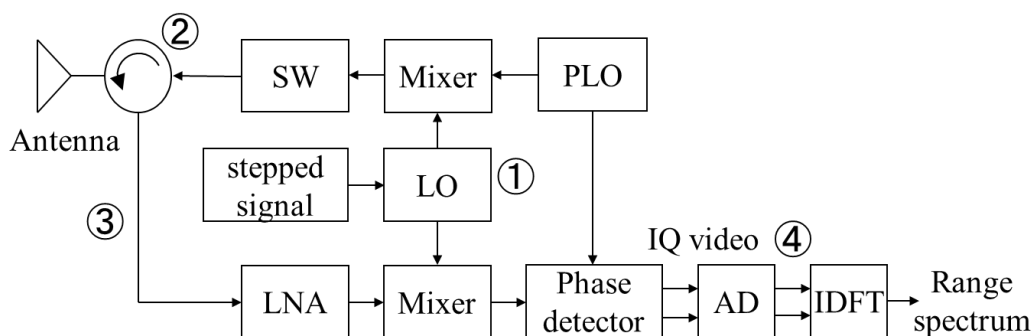 ②
SW
Mixer
PLO
Antenna
stepped
signal
LO
①
③
IQ video
④
LNA
Mixer
Phase
detector
AD
IDFT
Range
spectrum